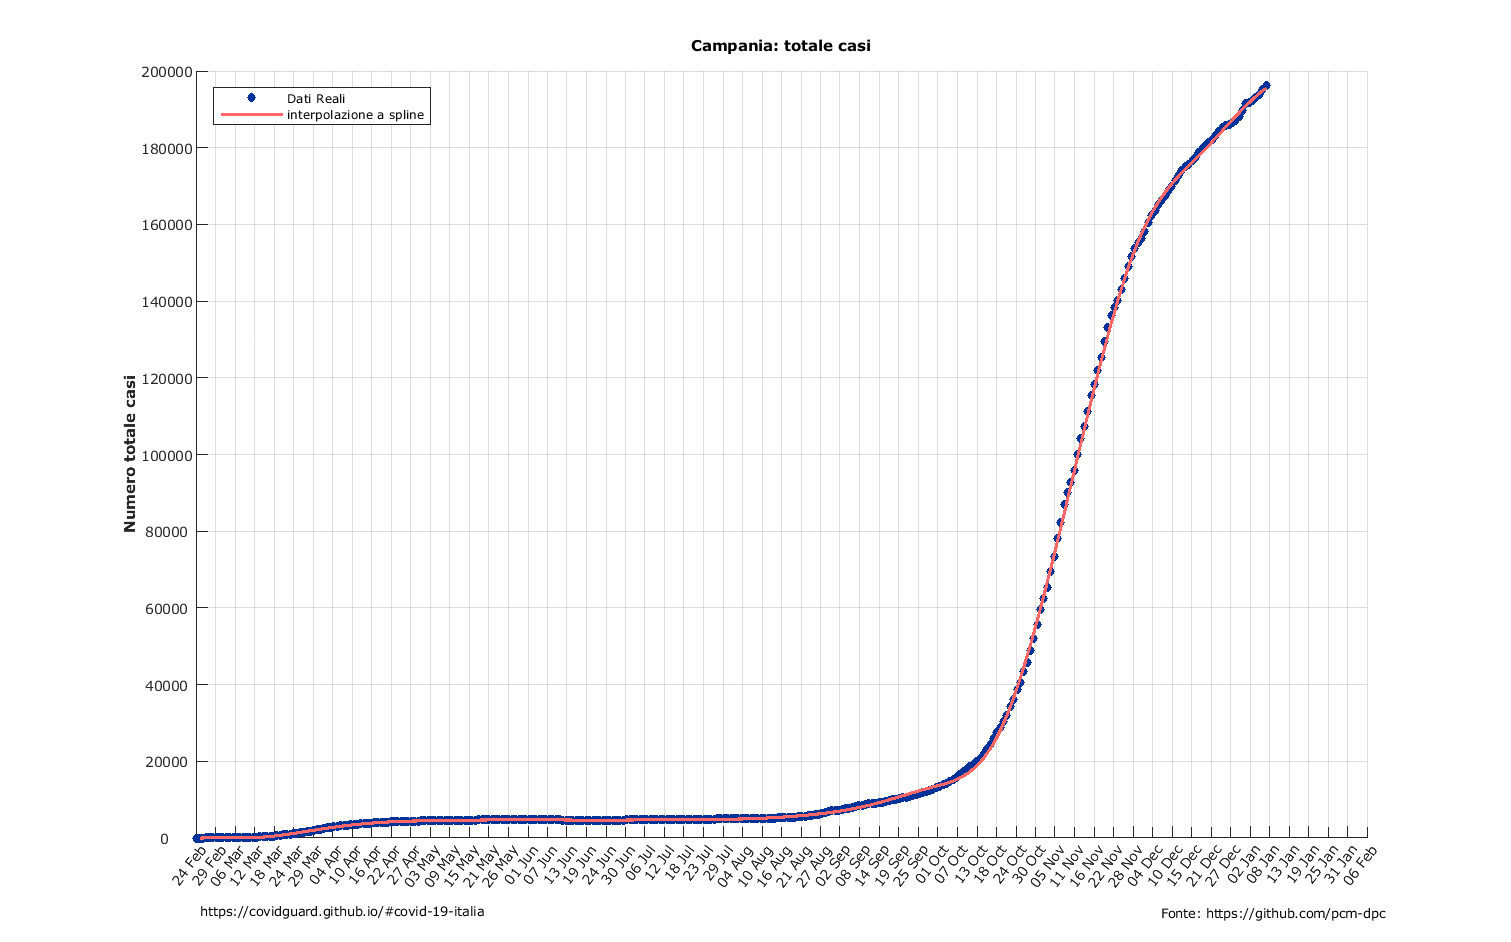 Campania: totale casi
Dati Reali
interpolazione a spline
Numero totale casi
200000
180000
160000
140000
120000
100000
80000
60000
40000
20000
0
24 Feb
29 Feb
06 Mar
12 Mar
18 Mar
24 Mar
29 Mar
04 Apr
10 Apr
16 Apr
22 Apr
27 Apr
03 May
09 May
15 May
21 May
26 May
01 Jun
07 Jun
13 Jun
19 Jun
24 Jun
30 Jun
06 Jul
12 Jul
18 Jul
23 Jul
29 Jul
04 Aug
10 Aug
16 Aug
21 Aug
27 Aug
02 Sep
08 Sep
14 Sep
19 Sep
25 Sep
01 Oct
07 Oct
13 Oct
18 Oct
24 Oct
30 Oct
05 Nov
11 Nov
16 Nov
22 Nov
28 Nov
04 Dec
10 Dec
15 Dec
21 Dec
27 Dec
02 Jan
08 Jan
13 Jan
19 Jan
25 Jan
31 Jan
06 Feb
https://covidguard.github.io/#covid-19-italia
Fonte: https://github.com/pcm-dpc